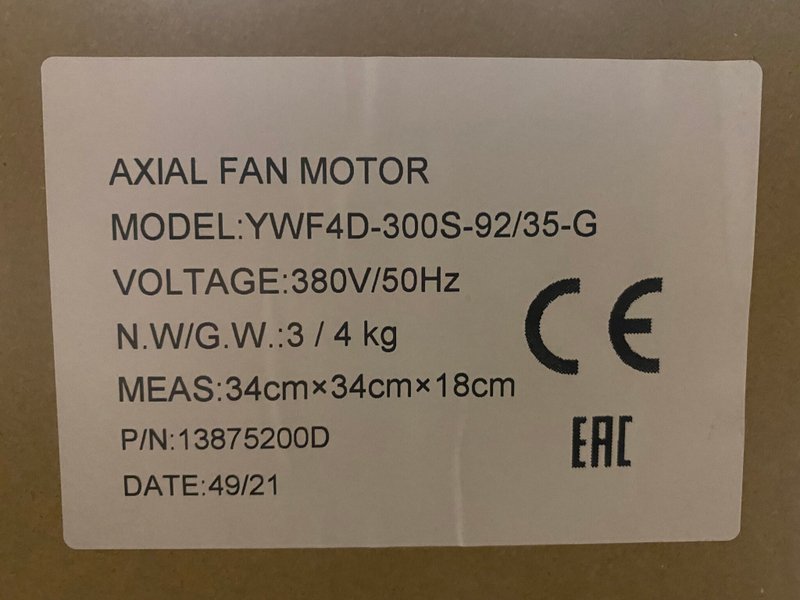 AXIAL FAN MOTOR
MODEL:YWF4D-300S-92/35-G
VOLTAGE:380V/50Hz
N.W/G.W.:3 / 4 kg
MEAS:34cm×34cm×18cm
P/N:13875200D
DATE:49/21
CE
EAC